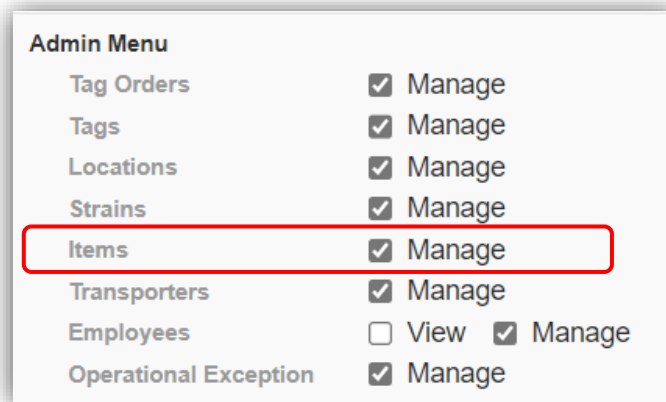 Admin Menu
Tag Orders Manage
Tags Manage
Locations Manage
Strains Manage
Items Manage
Transporters Manage
Employees View Manage
Operational Exception Manage